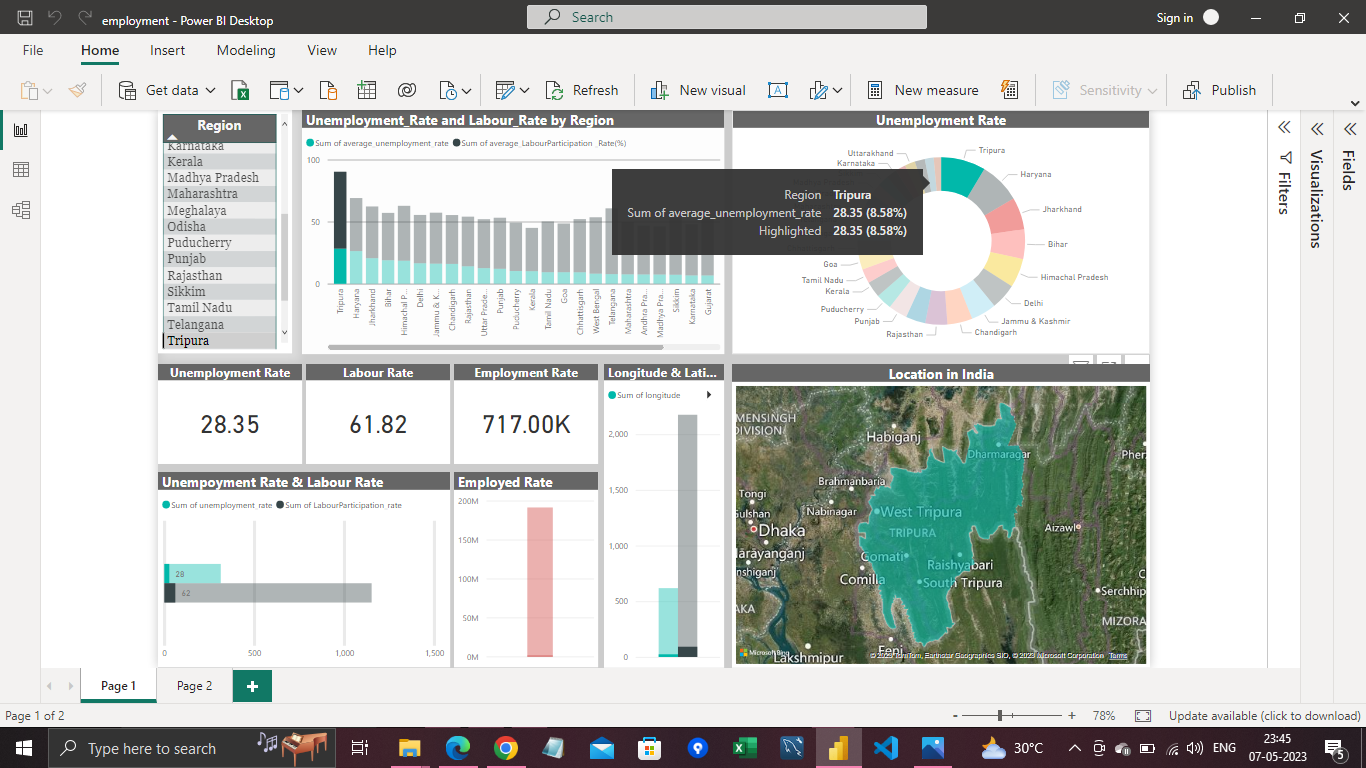 employment - Power BI Desktop
Search
Sign in
File Home Insert Modeling View Help
Get data Refresh New visual New measure Sensitivity Publish
Region
Karnataka
Kerala
Madhya Pradesh
Maharashtra
Meghalaya
Odisha
Puducherry
Punjab
Rajasthan
Sikkim
Tamil Nadu
Telangana
Tripura
Unemployment_Rate and Labour_Rate by Region
Sum of average_unemployment_rate Sum of average_LabourParticipation _Rate(%)
100
50
0
Tripura
Haryana
Jharkhand
Bihar
Himachal P...
Delhi
Jammu & K...
Chandigarh
Rajasthan
Uttar Prade...
Punjab
Puducherry
Kerala
Tamil Nadu
Goa
Chhattisgarh
West Bengal
Telangana
Maharashtra
Andhra Pra...
Madhya Pra...
Sikkim
Karnataka
Gujarat
Unemployment Rate
Uttarakhand
Karnataka
Tripura
Haryana
Jharkhand
Bihar
Himachal Pradesh
Delhi
Jammu & Kashmir
Chandigarh
Rajasthan
Punjab
Puducherry
Kerala
Tamil Nadu
Goa
Region Tripura
Sum of average_unemployment_rate 28.35 (8.58%)
Highlighted 28.35 (8.58%)
Filters
Visualizations
Fields
Unemployment Rate
28.35
Labour Rate
61.82
Employment Rate
717.00K
Longitude & Lati...
Sum of longitude
2,000
1,500
1,000
500
0
Unempoyment Rate & Labour Rate
Sum of unemployment_rate Sum of LabourParticipation_rate
28
62
0 500 1,000 1,500
Employed Rate
200M
150M
100M
50M
0M
Location in India
MENSINGH
DIVISION
Habiganj
Dharmaragar
Pher
Brahmanbaria
Tongi
Gulshan
Nabinagar
West Tripura
Dhaka
TRIPURA
Aizawl
Narayanganj
nshiganj
Gomati
Raishyabari
Comilla
South Tripura
Serchhip
AKA
MIZORA
Feni
Lakshmipur
Microsoft Bing
© 2023 TomTom, Earthstar Geographics SIO, © 2023 Microsoft Corporation Terms
Page 1 Page 2
Page 1 of 2
- + 78%
Update available (click to download)
Type here to search
30°C
ENG
23:45
07-05-2023
5